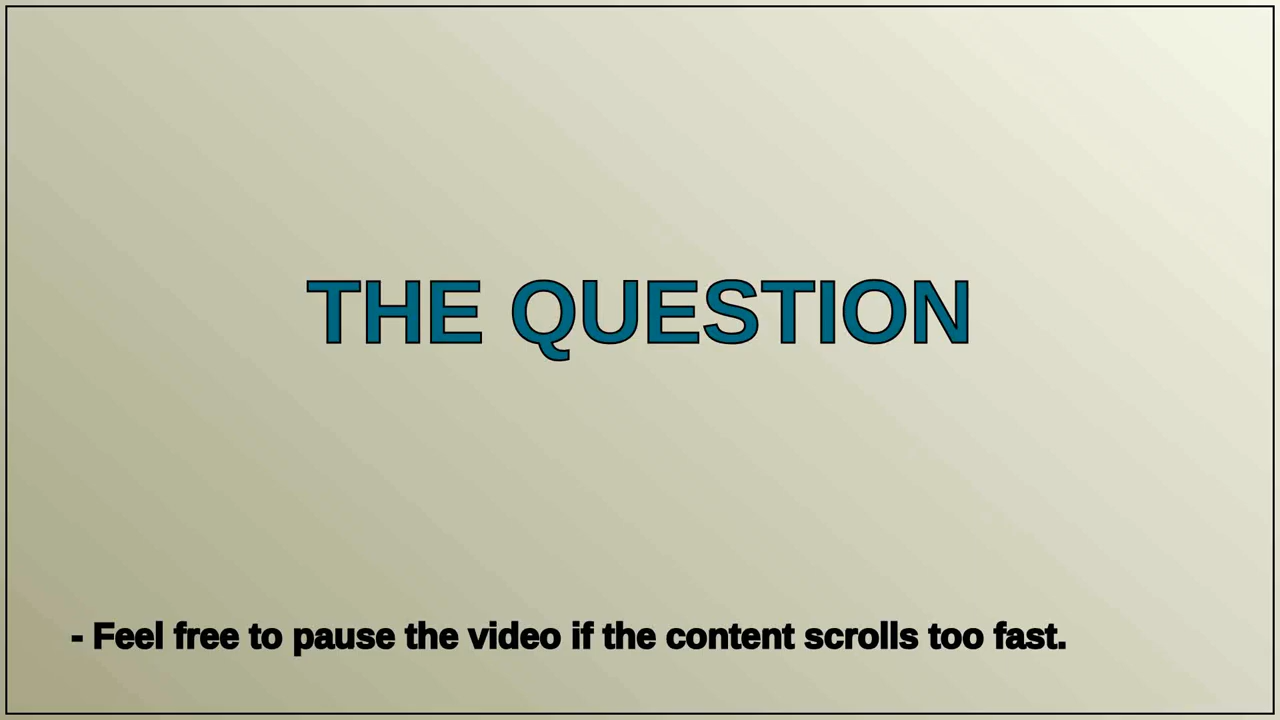 THE QUESTION
- Feel free to pause the video if the content scrolls too fast.